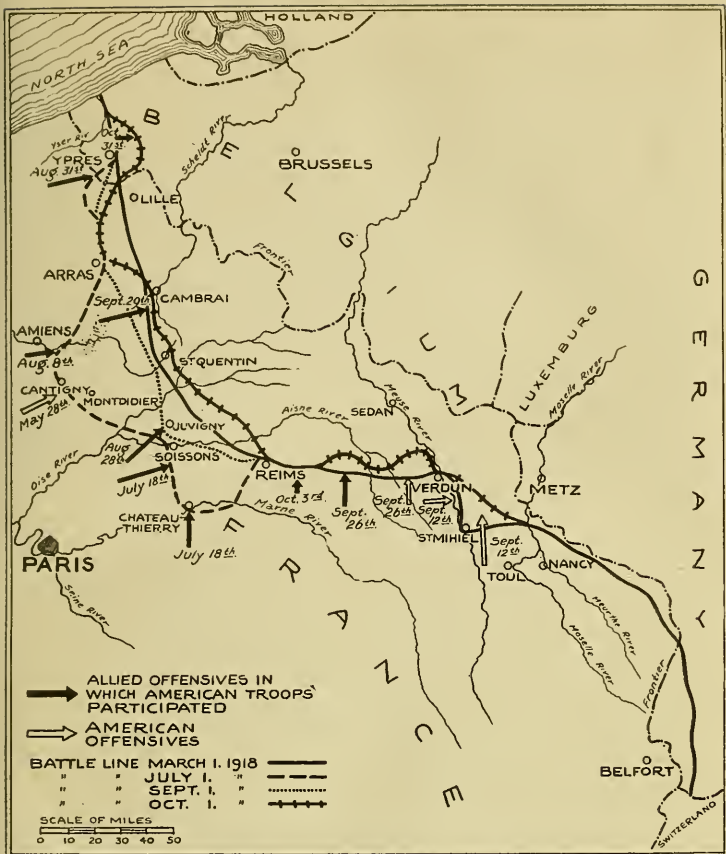 HOLLAND
NORTH SEA
BELGIUM
Yser Riv
Oct.
31st.
YPRES
Aug. 31st
Scheldt River
BRUSSELS
LILLE
Frontier
ARRAS
Sept. 29th.
CAMBRAI
GERMANY
AMIENS
Aug. 8th
ST QUENTIN
LUXEMBURG
Moselle River
CANTIGNY
May 28th
MONTDIDIER
Aisne River
SEDAN
Meuse River
JUVIGNY
Aug
28th
SOISSONS
Oise River
REIMS
VERDUN
METZ
July 18th
Oct. 3rd.
Sept.
26th.
Sept.
26th.
Sept.
12th.
CHATEAU-
THIERRY
Marne River
ST MIHIEL
Sept.
12th
July 18th.
PARIS
FRANCE
TOUL
NANCY
Seine River
Meurthe River
Moselle River
Frontier
BELFORT
SWITZERLAND
ALLIED OFFENSIVES IN
WHICH AMERICAN TROOPS
PARTICIPATED
AMERICAN
OFFENSIVES
BATTLE LINE MARCH 1. 1918
" " JULY 1. "
" " SEPT. 1. "
" " OCT. 1. "
SCALE OF MILES
0 10 20 30 40 50